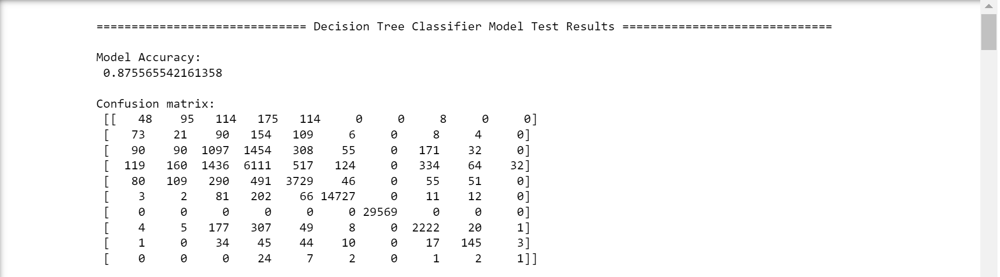 ============================== Decision Tree Classifier Model Test Results ==============================
Model Accuracy:
 0.875565542161358
Confusion matrix:
 [[   48    95   114   175   114     0     0     8     0     0]
 [   73    21    90   154   109     6     0     8     4     0]
 [   90    90  1097  1454   308    55     0   171    32     0]
 [  119   160  1436  6111   517   124     0   334    64    32]
 [   80   109   290   491  3729    46     0    55    51     0]
 [    3     2    81   202    66 14727     0    11    12     0]
 [    0     0     0     0     0     0 29569     0     0     0]
 [    4     5   177   307    49     8     0  2222    20     1]
 [    1     0    34    45    44    10     0    17   145     3]
 [    0     0     0    24     7     2     0     1     2     1]]